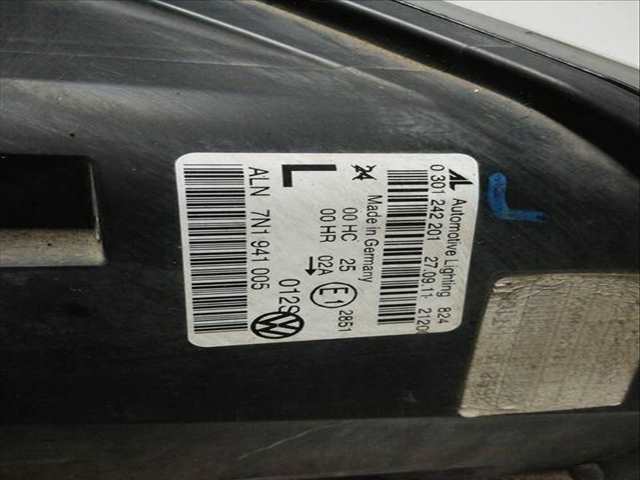 AL Automotive Lighting 824
0 301 242 201 27.09.11 2120
Made in Germany
00 HC 25
00 HR 02A
E1 2851
L
012S
ALN 7N1 941 005
L